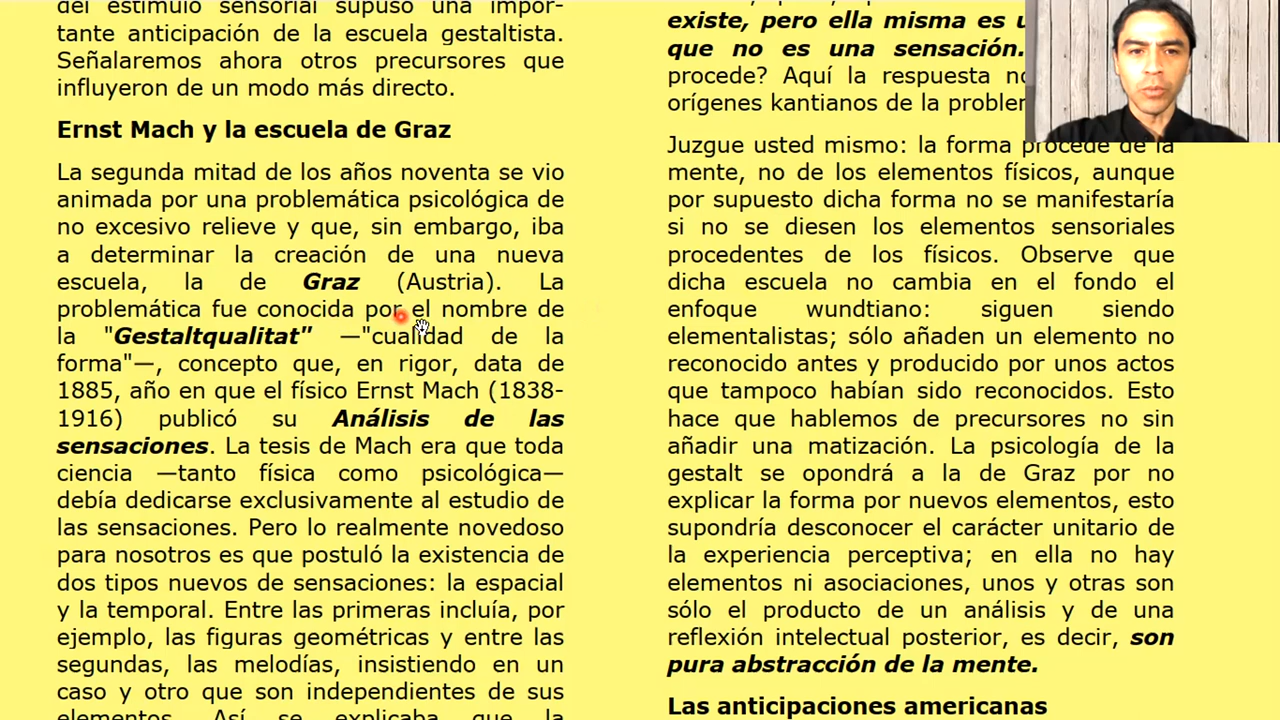 del estímulo sensorial supuso una impor-
tante anticipación de la escuela gestaltista.
Señalaremos ahora otros precursores que
influyeron de un modo más directo.
Ernst Mach y la escuela de Graz
La segunda mitad de los años noventa se vio
animada por una problemática psicológica de
no excesivo relieve y que, sin embargo, iba
a determinar la creación de una nueva
escuela, la de Graz (Austria). La
problemática fue conocida por el nombre de
la "Gestaltqualitat" —"cualidad de la
forma"—, concepto que, en rigor, data de
1885, año en que el físico Ernst Mach (1838-
1916) publicó su Análisis de las
sensaciones. La tesis de Mach era que toda
ciencia —tanto física como psicológica—
debía dedicarse exclusivamente al estudio de
las sensaciones. Pero lo realmente novedoso
para nosotros es que postuló la existencia de
dos tipos nuevos de sensaciones: la espacial
y la temporal. Entre las primeras incluía, por
ejemplo, las figuras geométricas y entre las
segundas, las melodías, insistiendo en un
caso y otro que son independientes de sus
elementos. Así se explicaba que la
existe, pero ella misma es
que no es una sensación.
procede? Aquí la respuesta
orígenes kantianos de la
Juzgue usted mismo: la forma procede de la
mente, no de los elementos físicos, aunque
por supuesto dicha forma no se manifestaría
si no se diesen los elementos sensoriales
procedentes de los físicos. Observe que
dicha escuela no cambia en el fondo el
enfoque wundtiano: siguen siendo
elementalistas; sólo añaden un elemento no
reconocido antes y producido por unos actos
que tampoco habían sido reconocidos. Esto
hace que hablemos de precursores no sin
añadir una matización. La psicología de la
gestalt se opondrá a la de Graz por no
explicar la forma por nuevos elementos, esto
supondría desconocer el carácter unitario de
la experiencia perceptiva; en ella no hay
elementos ni asociaciones, unos y otras son
sólo el producto de un análisis y de una
reflexión intelectual posterior, es decir, son
pura abstracción de la mente.
Las anticipaciones americanas